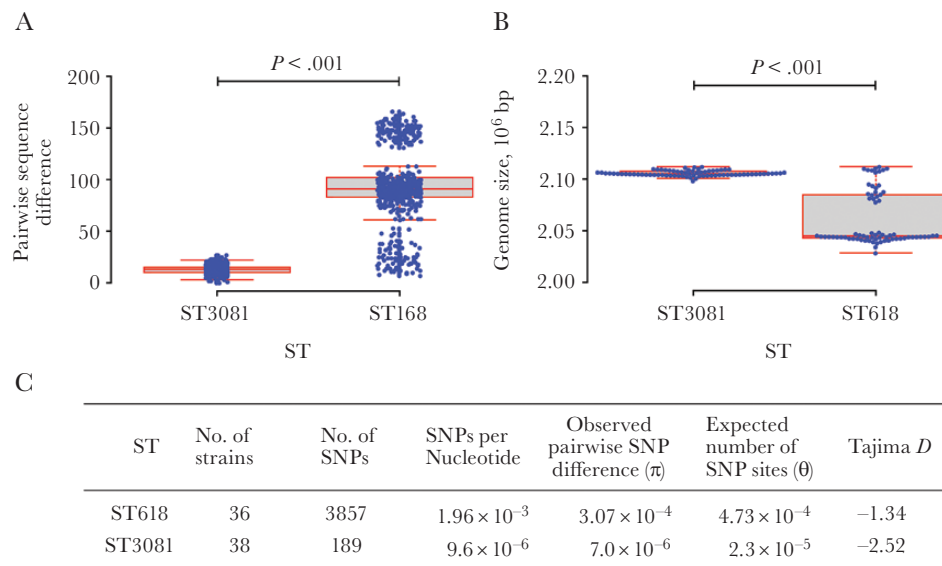 A
P < .001
Pairwise sequence
difference
200
150
100
50
0
ST3081
ST168
ST
B
P < .001
Genome size, 10⁶ bp
2.20
2.15
2.10
2.05
2.00
ST3081
ST618
ST
C
ST No. of strains No. of SNPs SNPs per Nucleotide Observed pairwise SNP difference (π) Expected number of SNP sites (θ) Tajima D
ST618 36 3857 1.96 × 10⁻³ 3.07 × 10⁻⁴ 4.73 × 10⁻⁴ –1.34
ST3081 38 189 9.6 × 10⁻⁶ 7.0 × 10⁻⁶ 2.3 × 10⁻⁵ –2.52